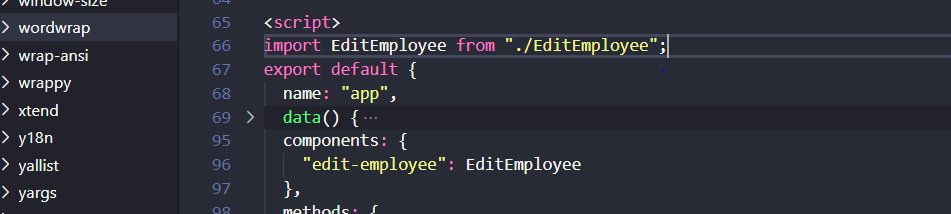 window-size
wordwrap
wrap-ansi
wrappy
xtend
y18n
yallist
yargs
64
65 <script>
66 import EditEmployee from "./EditEmployee";
67 export default {
68 name: "app",
69 data() { ···
95 components: {
96 "edit-employee": EditEmployee
97 },
98 methods: {